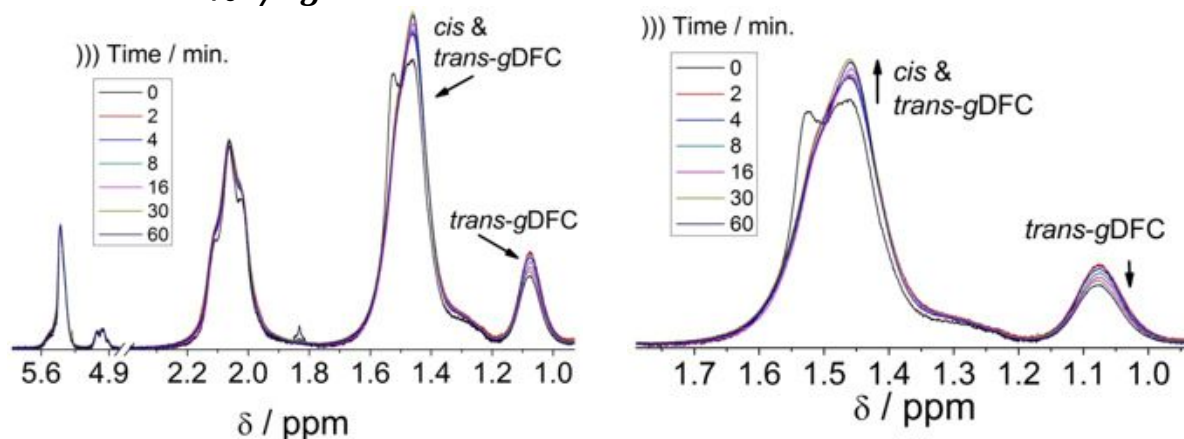 ))) Time / min.
0
2
4
8
16
30
60
cis &
trans-gDFC
trans-gDFC
5.6 4.9 2.2 2.0 1.8 1.6 1.4 1.2 1.0
δ / ppm
))) Time / min.
0
2
4
8
16
30
60
cis &
trans-gDFC
trans-gDFC
1.7 1.6 1.5 1.4 1.3 1.2 1.1 1.0
δ / ppm